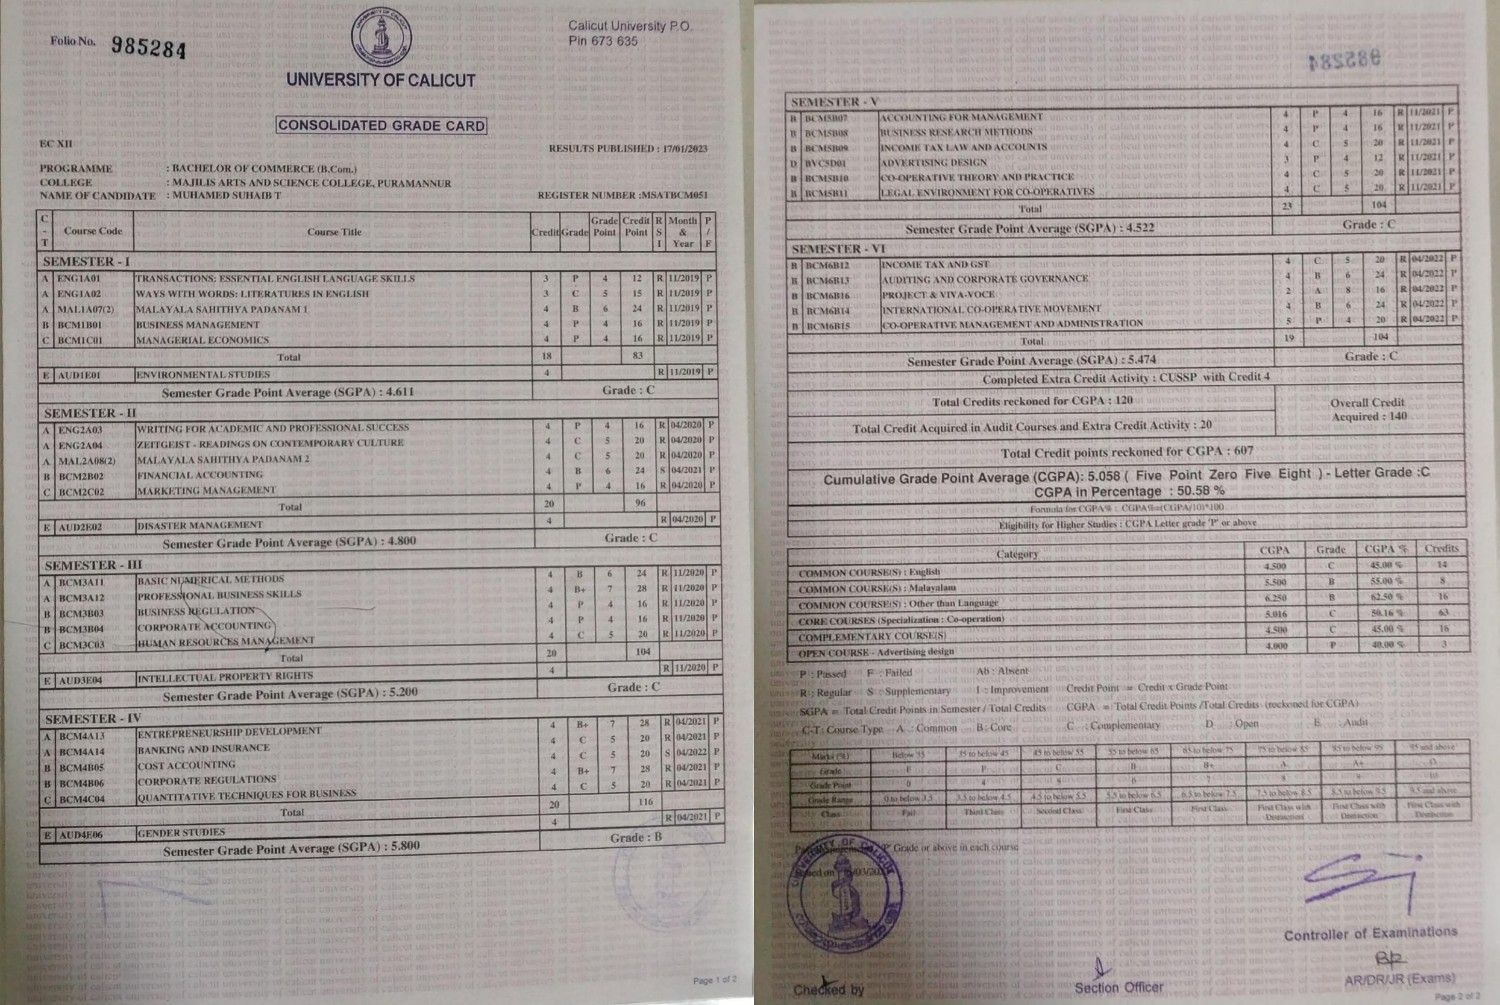 Folio No. 985284
UNIVERSITY OF CALICUT
Calicut University P.O.
Pin 673 635
CONSOLIDATED GRADE CARD
EC XII
RESULTS PUBLISHED : 17/01/2023
PROGRAMME : BACHELOR OF COMMERCE (B.Com.)
COLLEGE : MAJILIS ARTS AND SCIENCE COLLEGE, PURAMANNUR
NAME OF CANDIDATE : MUHAMED SUHAIB T REGISTER NUMBER :MSATBCM051
C - T Course Code Course Title Credit Grade Grade Point Credit Point R S I Month & Year P / F
SEMESTER - I
A ENG1A01 TRANSACTIONS: ESSENTIAL ENGLISH LANGUAGE SKILLS 3 P 4 12 R 11/2019 P
A ENG1A02 WAYS WITH WORDS: LITERATURES IN ENGLISH 3 C 5 15 R 11/2019 P
A MAL1A07(2) MALAYALA SAHITHYA PADANAM 1 4 B 6 24 R 11/2019 P
B BCM1B01 BUSINESS MANAGEMENT 4 P 4 16 R 11/2019 P
C BCM1C01 MANAGERIAL ECONOMICS 4 P 4 16 R 11/2019 P
Total 18 83
E AUD1E01 ENVIRONMENTAL STUDIES 4 R 11/2019 P
Semester Grade Point Average (SGPA) : 4.611 Grade : C
SEMESTER - II
A ENG2A03 WRITING FOR ACADEMIC AND PROFESSIONAL SUCCESS 4 P 4 16 R 04/2020 P
A ENG2A04 ZEITGEIST - READINGS ON CONTEMPORARY CULTURE 4 C 5 20 R 04/2020 P
A MAL2A08(2) MALAYALA SAHITHYA PADANAM 2 4 C 5 20 R 04/2020 P
B BCM2B02 FINANCIAL ACCOUNTING 4 B 6 24 S 04/2021 P
C BCM2C02 MARKETING MANAGEMENT 4 P 4 16 R 04/2020 P
Total 20 96
E AUD2E02 DISASTER MANAGEMENT 4 R 04/2020 P
Semester Grade Point Average (SGPA) : 4.800 Grade : C
SEMESTER - III
A BCM3A11 BASIC NUMERICAL METHODS 4 B 6 24 R 11/2020 P
A BCM3A12 PROFESSIONAL BUSINESS SKILLS 4 B+ 7 28 R 11/2020 P
B BCM3B03 BUSINESS REGULATION 4 P 4 16 R 11/2020 P
B BCM3B04 CORPORATE ACCOUNTING 4 P 4 16 R 11/2020 P
C BCM3C03 HUMAN RESOURCES MANAGEMENT 4 C 5 20 R 11/2020 P
Total 20 104
E AUD3E04 INTELLECTUAL PROPERTY RIGHTS 4 R 11/2020 P
Semester Grade Point Average (SGPA) : 5.200 Grade : C
SEMESTER - IV
A BCM4A13 ENTREPRENEURSHIP DEVELOPMENT 4 B+ 7 28 R 04/2021 P
A BCM4A14 BANKING AND INSURANCE 4 C 5 20 R 04/2021 P
B BCM4B05 COST ACCOUNTING 4 C 5 20 S 04/2022 P
B BCM4B06 CORPORATE REGULATIONS 4 B+ 7 28 R 04/2021 P
C BCM4C04 QUANTITATIVE TECHNIQUES FOR BUSINESS 4 C 5 20 R 04/2021 P
Total 20 116
E AUD4E06 GENDER STUDIES 4 R 04/2021 P
Semester Grade Point Average (SGPA) : 5.800 Grade : B
Page 1 of 2
SEMESTER - V
B BCM5B07 ACCOUNTING FOR MANAGEMENT 4 P 4 16 R 11/2021 P
B BCM5B08 BUSINESS RESEARCH METHODS 4 P 4 16 R 11/2021 P
B BCM5B09 INCOME TAX LAW AND ACCOUNTS 4 C 5 20 R 11/2021 P
D BVC5D01 ADVERTISING DESIGN 3 P 4 12 R 11/2021 P
B BCM5B10 CO-OPERATIVE THEORY AND PRACTICE 4 C 5 20 R 11/2021 P
B BCM5B11 LEGAL ENVIRONMENT FOR CO-OPERATIVES 4 C 5 20 R 11/2021 P
Total 23 104
Semester Grade Point Average (SGPA) : 4.522 Grade : C
SEMESTER - VI
B BCM6B12 INCOME TAX AND GST 4 C 5 20 R 04/2022 P
B BCM6B13 AUDITING AND CORPORATE GOVERNANCE 4 B 6 24 R 04/2022 P
B BCM6B16 PROJECT & VIVA-VOCE 2 A 8 16 R 04/2022 P
B BCM6B14 INTERNATIONAL CO-OPERATIVE MOVEMENT 4 B 6 24 R 04/2022 P
B BCM6B15 CO-OPERATIVE MANAGEMENT AND ADMINISTRATION 5 P 4 20 R 04/2022 P
Total 19 104
Semester Grade Point Average (SGPA) : 5.474 Grade : C
Completed Extra Credit Activity : CUSSP with Credit 4
Total Credits reckoned for CGPA : 120
Overall Credit Acquired : 140
Total Credit Acquired in Audit Courses and Extra Credit Activity : 20
Total Credit points reckoned for CGPA : 607
Cumulative Grade Point Average (CGPA): 5.058 ( Five Point Zero Five Eight ) - Letter Grade :C
CGPA in Percentage : 50.58 %
Formula for CGPA% : CGPA%=(CGPA/10)*100
Eligibility for Higher Studies : CGPA Letter grade 'P' or above
Category CGPA Grade CGPA % Credits
COMMON COURSE(S) : English 4.500 C 45.00 % 14
COMMON COURSE(S) : Malayalam 5.500 B 55.00 % 8
COMMON COURSE(S) : Other than Language 6.250 B 62.50 % 16
CORE COURSES (Specialization : Co-operation) 5.016 C 50.16 % 63
COMPLEMENTARY COURSE(S) 4.500 C 45.00 % 16
OPEN COURSE - Advertising design 4.000 P 40.00 % 3
P : Passed F : Failed Ab : Absent
R : Regular S : Supplementary I : Improvement Credit Point = Credit x Grade Point
SGPA = Total Credit Points in Semester / Total Credits CGPA = Total Credit Points /Total Credits (reckoned for CGPA)
C-T: Course Type A : Common B : Core C : Complementary D : Open E : Audit
Marks (%) Below 35 35 to below 45 45 to below 55 55 to below 65 65 to below 75 75 to below 85 85 to below 95 95 and above
Grade F P C B B+ A A+ O
Grade Point 0 4 5 6 7 8 9 10
Grade Range 0 to below 3.5 3.5 to below 4.5 4.5 to below 5.5 5.5 to below 6.5 6.5 to below 7.5 7.5 to below 8.5 8.5 to below 9.5 9.5 and above
Class Fail Third Class Second Class First Class First Class First Class with Distinction First Class with Distinction First Class with Distinction
'P' Grade or above in each course
UNIVERSITY OF CALICUT
Controller of Examinations
Checked by
Section Officer
AR/DR/JR (Exams)
Page 2 of 2